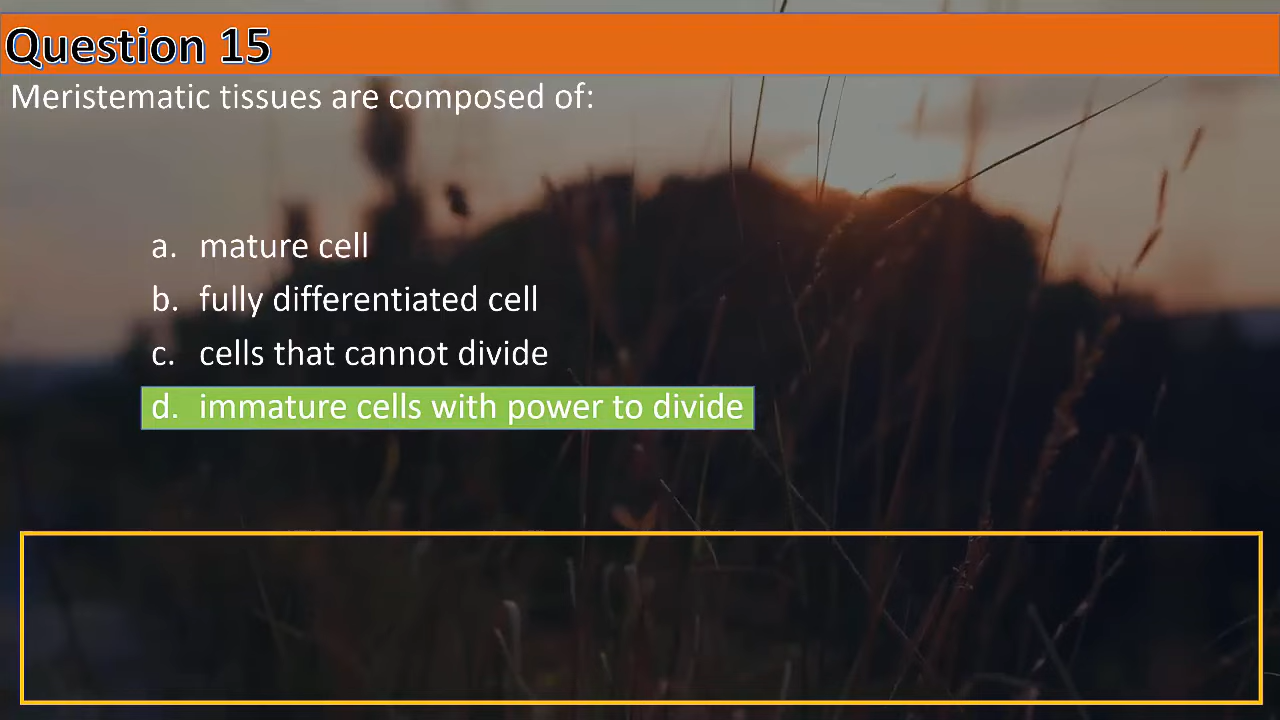 Question 15
Meristematic tissues are composed of:
a. mature cell
b. fully differentiated cell
c. cells that cannot divide
d. immature cells with power to divide